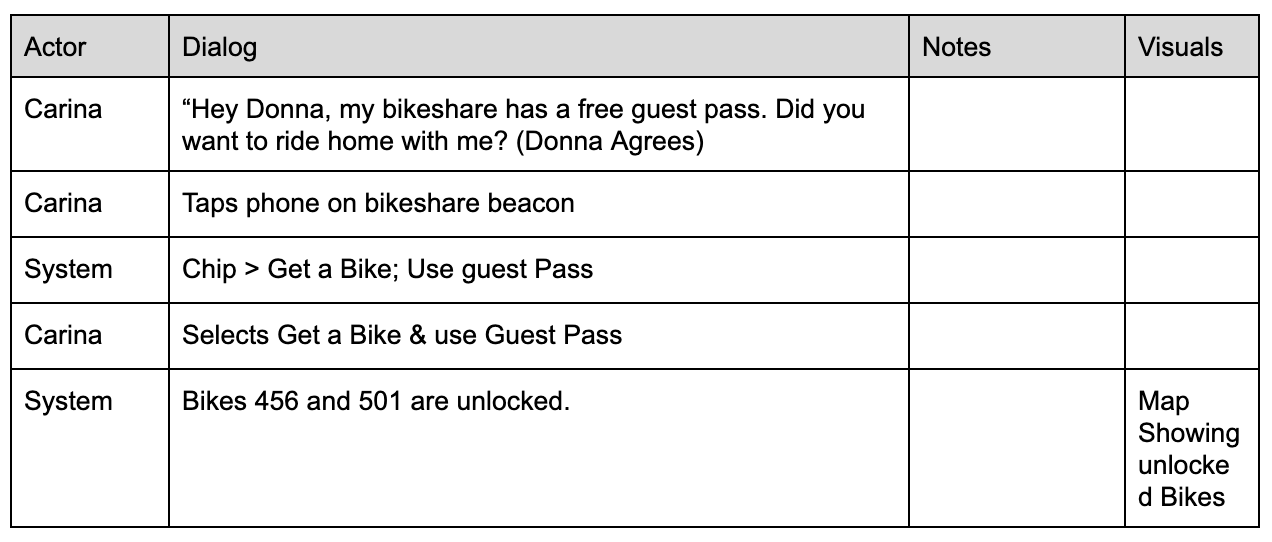 Actor Dialog Notes Visuals
Carina “Hey Donna, my bikeshare has a free guest pass. Did you
want to ride home with me? (Donna Agrees)
Carina Taps phone on bikeshare beacon
System Chip > Get a Bike; Use guest Pass
Carina Selects Get a Bike & use Guest Pass
System Bikes 456 and 501 are unlocked. Map
Showing
unlocke
d Bikes